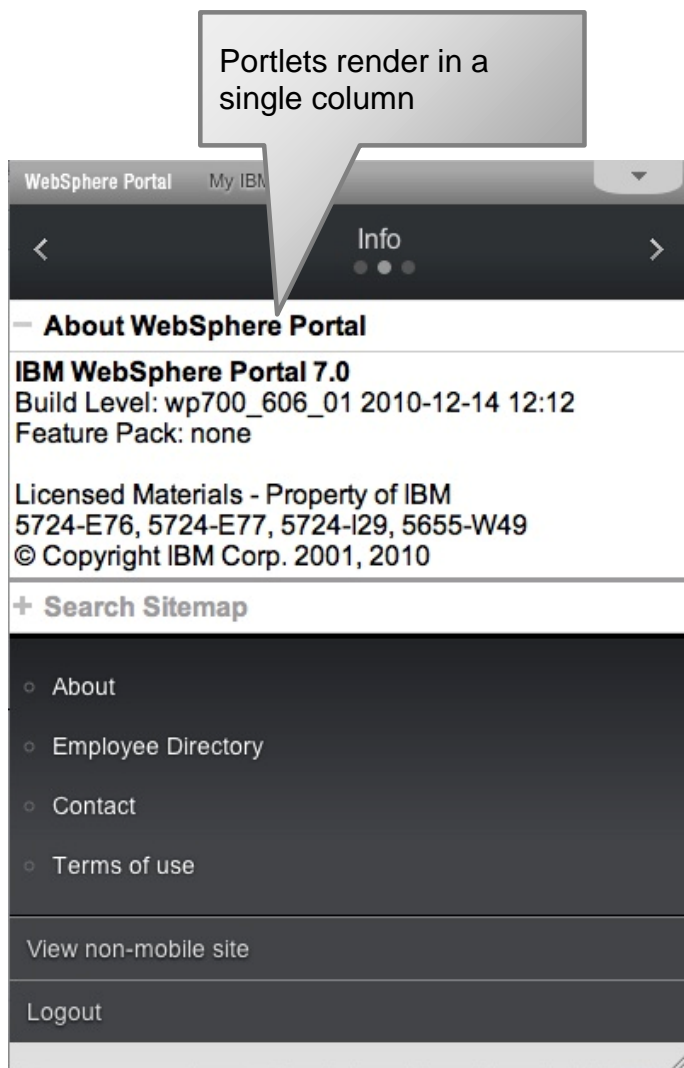 Portlets render in a
single column
WebSphere Portal My IBM
Info
About WebSphere Portal
IBM WebSphere Portal 7.0
Build Level: wp700_606_01 2010-12-14 12:12
Feature Pack: none
Licensed Materials - Property of IBM
5724-E76, 5724-E77, 5724-I29, 5655-W49
© Copyright IBM Corp. 2001, 2010
+ Search Sitemap
About
Employee Directory
Contact
Terms of use
View non-mobile site
Logout